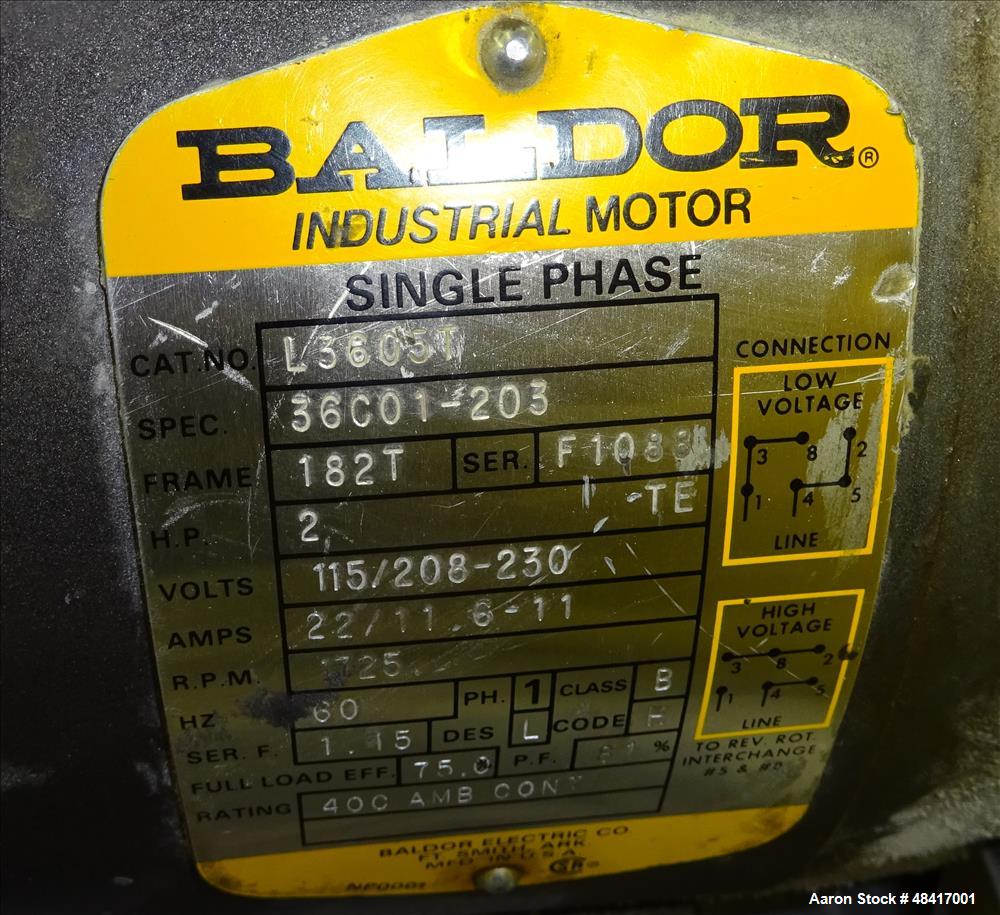 BALDOR®
INDUSTRIAL MOTOR
SINGLE PHASE
CAT.NO. L3605T
SPEC. 36C01-203
FRAME 182T SER. F1088
H.P. 2 TE
VOLTS 115/208-230
AMPS 22/11.6-11
R.P.M. 1725
HZ 60 PH. 1 CLASS B
SER. F. 1.15 DES L CODE H
FULL LOAD EFF. 75.0 P.F. 81 %
RATING 40C AMB CONT
CONNECTION
LOW
VOLTAGE
3 8 2
1 4 5
LINE
HIGH
VOLTAGE
3 8 2
1 4 5
LINE
TO REV. ROT.
INTERCHANGE
#5 & #8
BALDOR ELECTRIC CO.
FT. SMITH, ARK.
MFD. IN U.S.A.
NP0001
Aaron Stock # 48417001